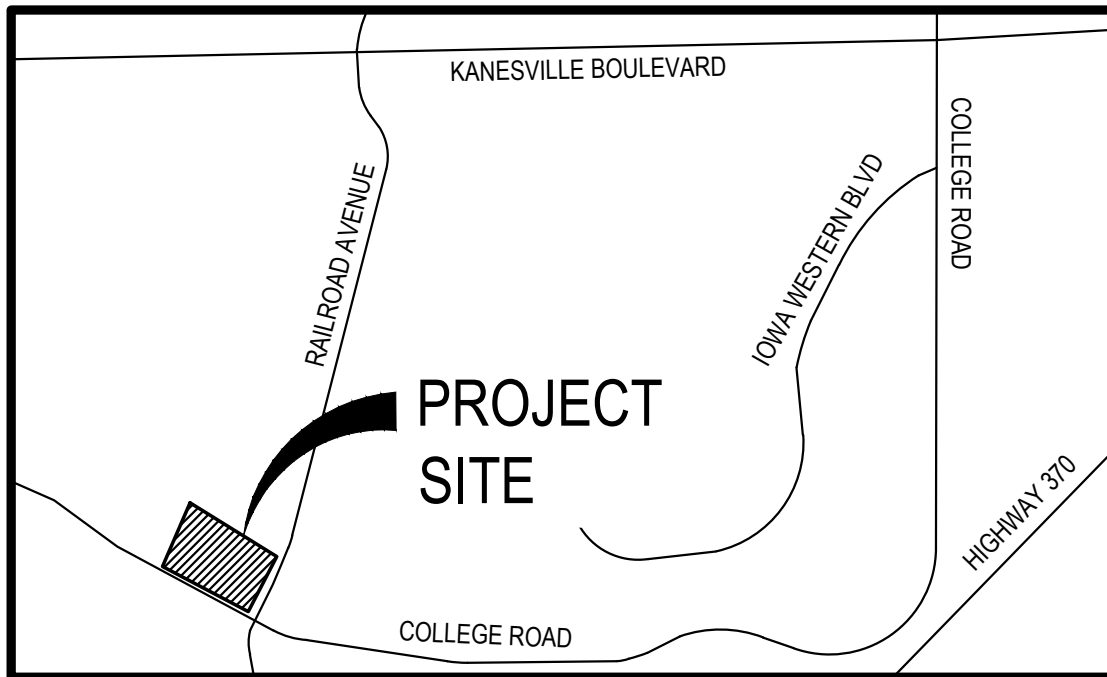 KANESVILLE BOULEVARD
COLLEGE ROAD
RAILROAD AVENUE
IOWA WESTERN BLVD
PROJECT
SITE
HIGHWAY 370
COLLEGE ROAD